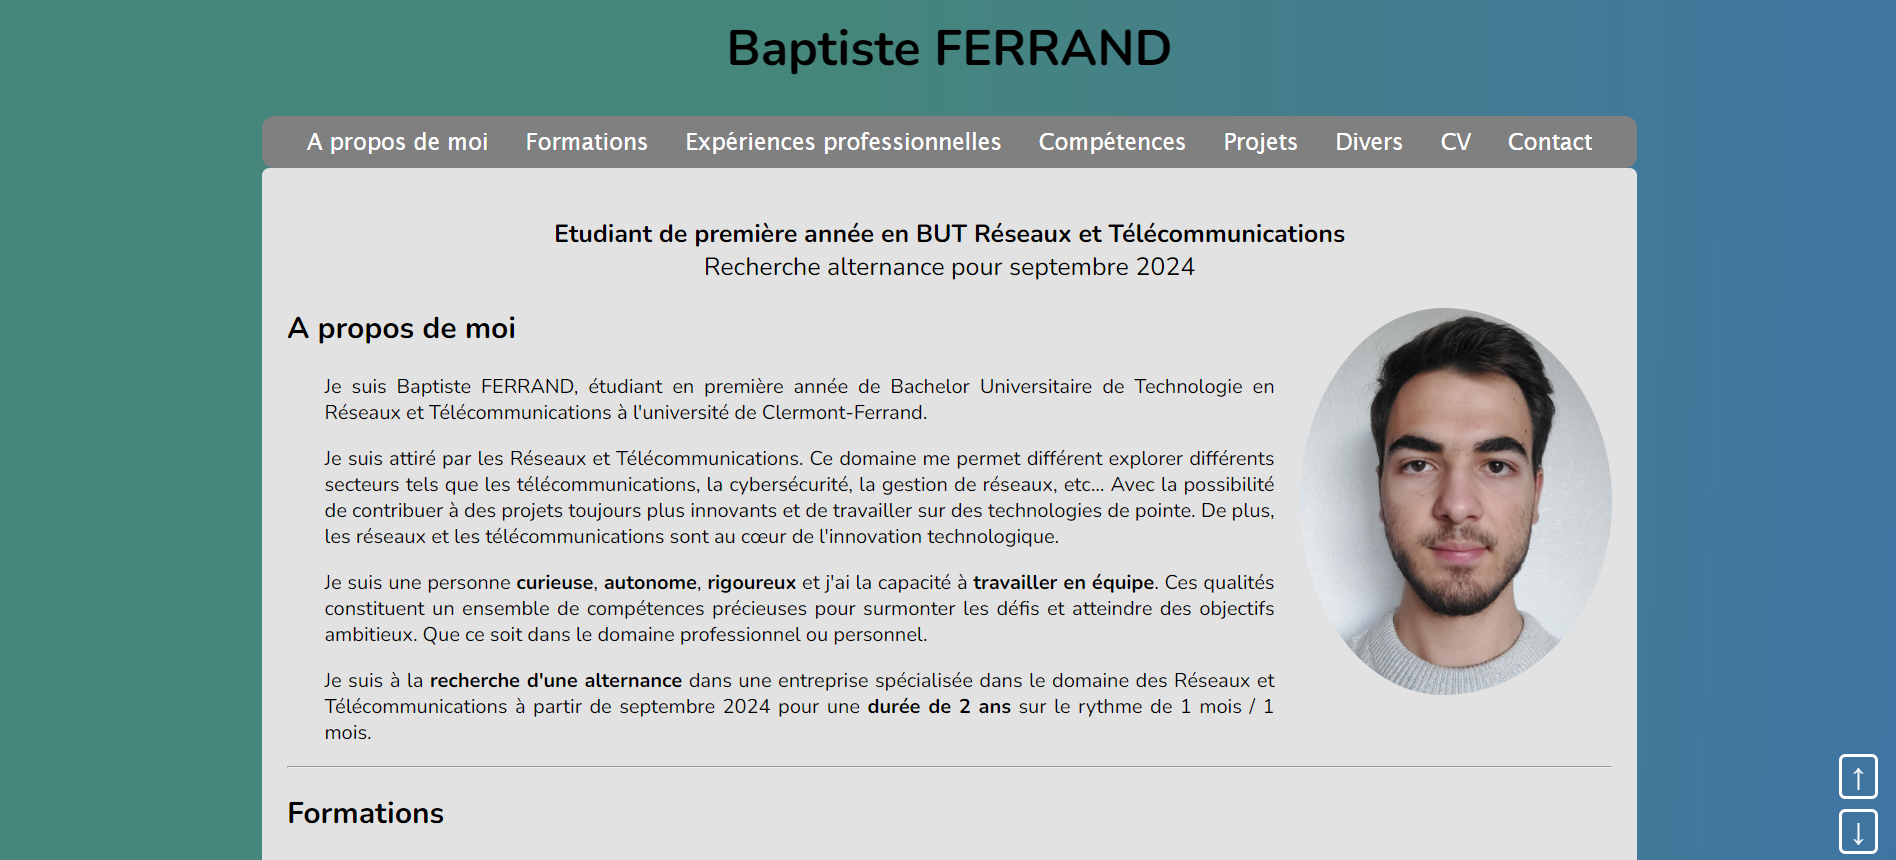 Baptiste FERRAND
A propos de moi Formations Expériences professionnelles Compétences Projets Divers CV Contact
Etudiant de première année en BUT Réseaux et Télécommunications
Recherche alternance pour septembre 2024
A propos de moi
Je suis Baptiste FERRAND, étudiant en première année de Bachelor Universitaire de Technologie en
Réseaux et Télécommunications à l'université de Clermont-Ferrand.
Je suis attiré par les Réseaux et Télécommunications. Ce domaine me permet différent explorer différents
secteurs tels que les télécommunications, la cybersécurité, la gestion de réseaux, etc... Avec la possibilité
de contribuer à des projets toujours plus innovants et de travailler sur des technologies de pointe. De plus,
les réseaux et les télécommunications sont au cœur de l'innovation technologique.
Je suis une personne curieuse, autonome, rigoureux et j'ai la capacité à travailler en équipe. Ces qualités
constituent un ensemble de compétences précieuses pour surmonter les défis et atteindre des objectifs
ambitieux. Que ce soit dans le domaine professionnel ou personnel.
Je suis à la recherche d'une alternance dans une entreprise spécialisée dans le domaine des Réseaux et
Télécommunications à partir de septembre 2024 pour une durée de 2 ans sur le rythme de 1 mois / 1
mois.
Formations
↑
↓